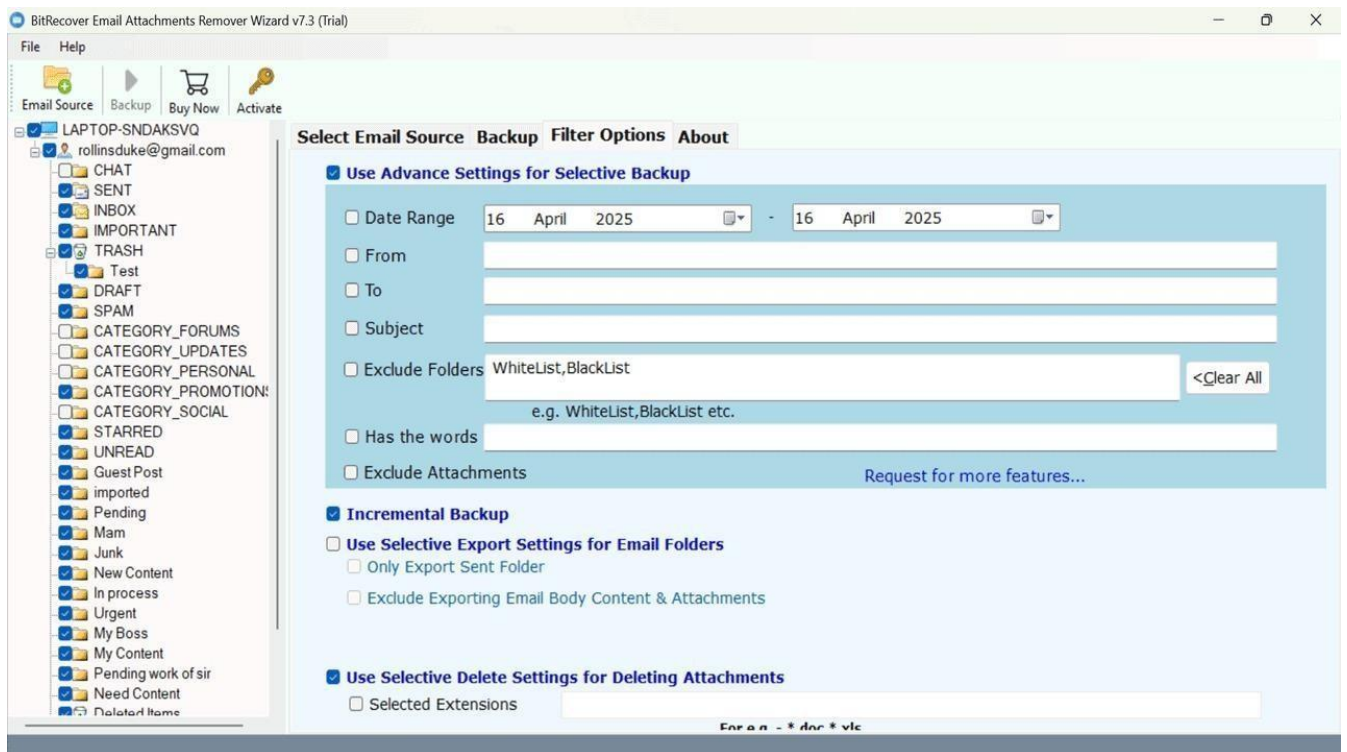 BitRecover Email Attachments Remover Wizard v7.3 (Trial)
File Help
Email Source Backup Buy Now Activate
LAPTOP-SNDAKSVQ
rollinsduke@gmail.com
CHAT
SENT
INBOX
IMPORTANT
TRASH
Test
DRAFT
SPAM
CATEGORY_FORUMS
CATEGORY_UPDATES
CATEGORY_PERSONAL
CATEGORY_PROMOTIONS
CATEGORY_SOCIAL
STARRED
UNREAD
Guest Post
imported
Pending
Mam
Junk
New Content
In process
Urgent
My Boss
My Content
Pending work of sir
Need Content
Deleted Items
Select Email Source Backup Filter Options About
Use Advance Settings for Selective Backup
Date Range 16 April 2025 - 16 April 2025
From
To
Subject
Exclude Folders WhiteList,BlackList <Clear All
e.g. WhiteList,BlackList etc.
Has the words
Exclude Attachments Request for more features...
Incremental Backup
Use Selective Export Settings for Email Folders
Only Export Sent Folder
Exclude Exporting Email Body Content & Attachments
Use Selective Delete Settings for Deleting Attachments
Selected Extensions
For e.g. - *.doc *.xls